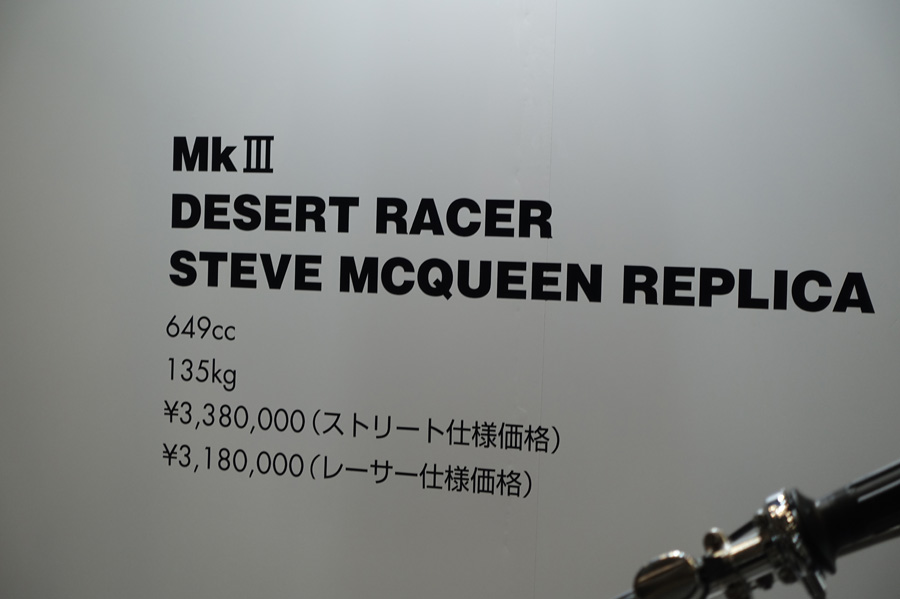 MkⅢ
DESERT RACER
STEVE MCQUEEN REPLICA
649cc
135kg
¥3,380,000(ストリート仕様価格)
¥3,180,000(レーサー仕様価格)